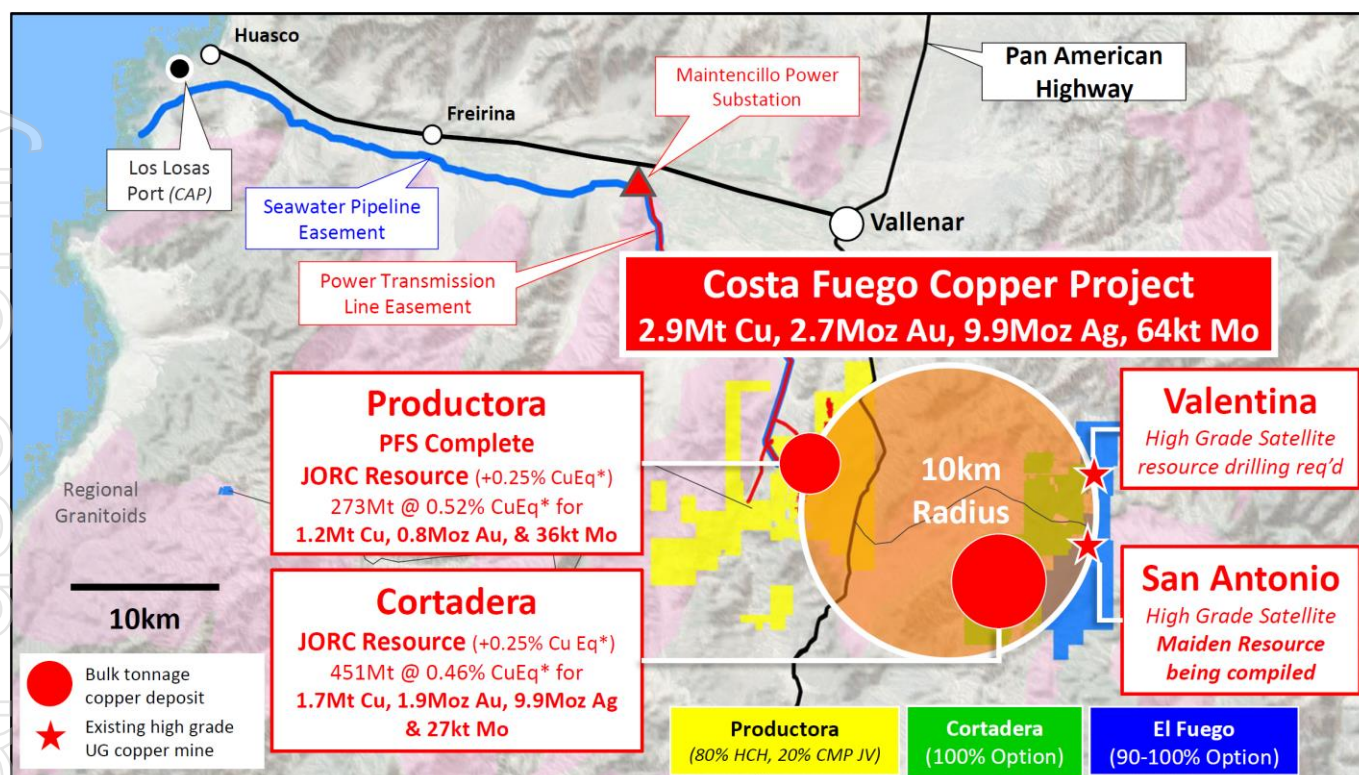 Huasco
Pan American
Highway
Maintencillo Power
Substation
Freirina
Los Losas
Port (CAP)
Seawater Pipeline
Easement
Vallenar
Power Transmission
Line Easement
Costa Fuego Copper Project
2.9Mt Cu, 2.7Moz Au, 9.9Moz Ag, 64kt Mo
Productora
PFS Complete
JORC Resource (+0.25% CuEq*)
273Mt @ 0.52% CuEq* for
1.2Mt Cu, 0.8Moz Au, & 36kt Mo
Valentina
High Grade Satellite
resource drilling req'd
10km
Radius
Regional
Granitoids
Cortadera
JORC Resource (+0.25% Cu Eq*)
451Mt @ 0.46% CuEq* for
1.7Mt Cu, 1.9Moz Au, 9.9Moz Ag
& 27kt Mo
San Antonio
High Grade Satellite
Maiden Resource
being compiled
10km
Bulk tonnage
copper deposit
Existing high grade
UG copper mine
Productora
(80% HCH, 20% CMP JV)
Cortadera
(100% Option)
El Fuego
(90-100% Option)